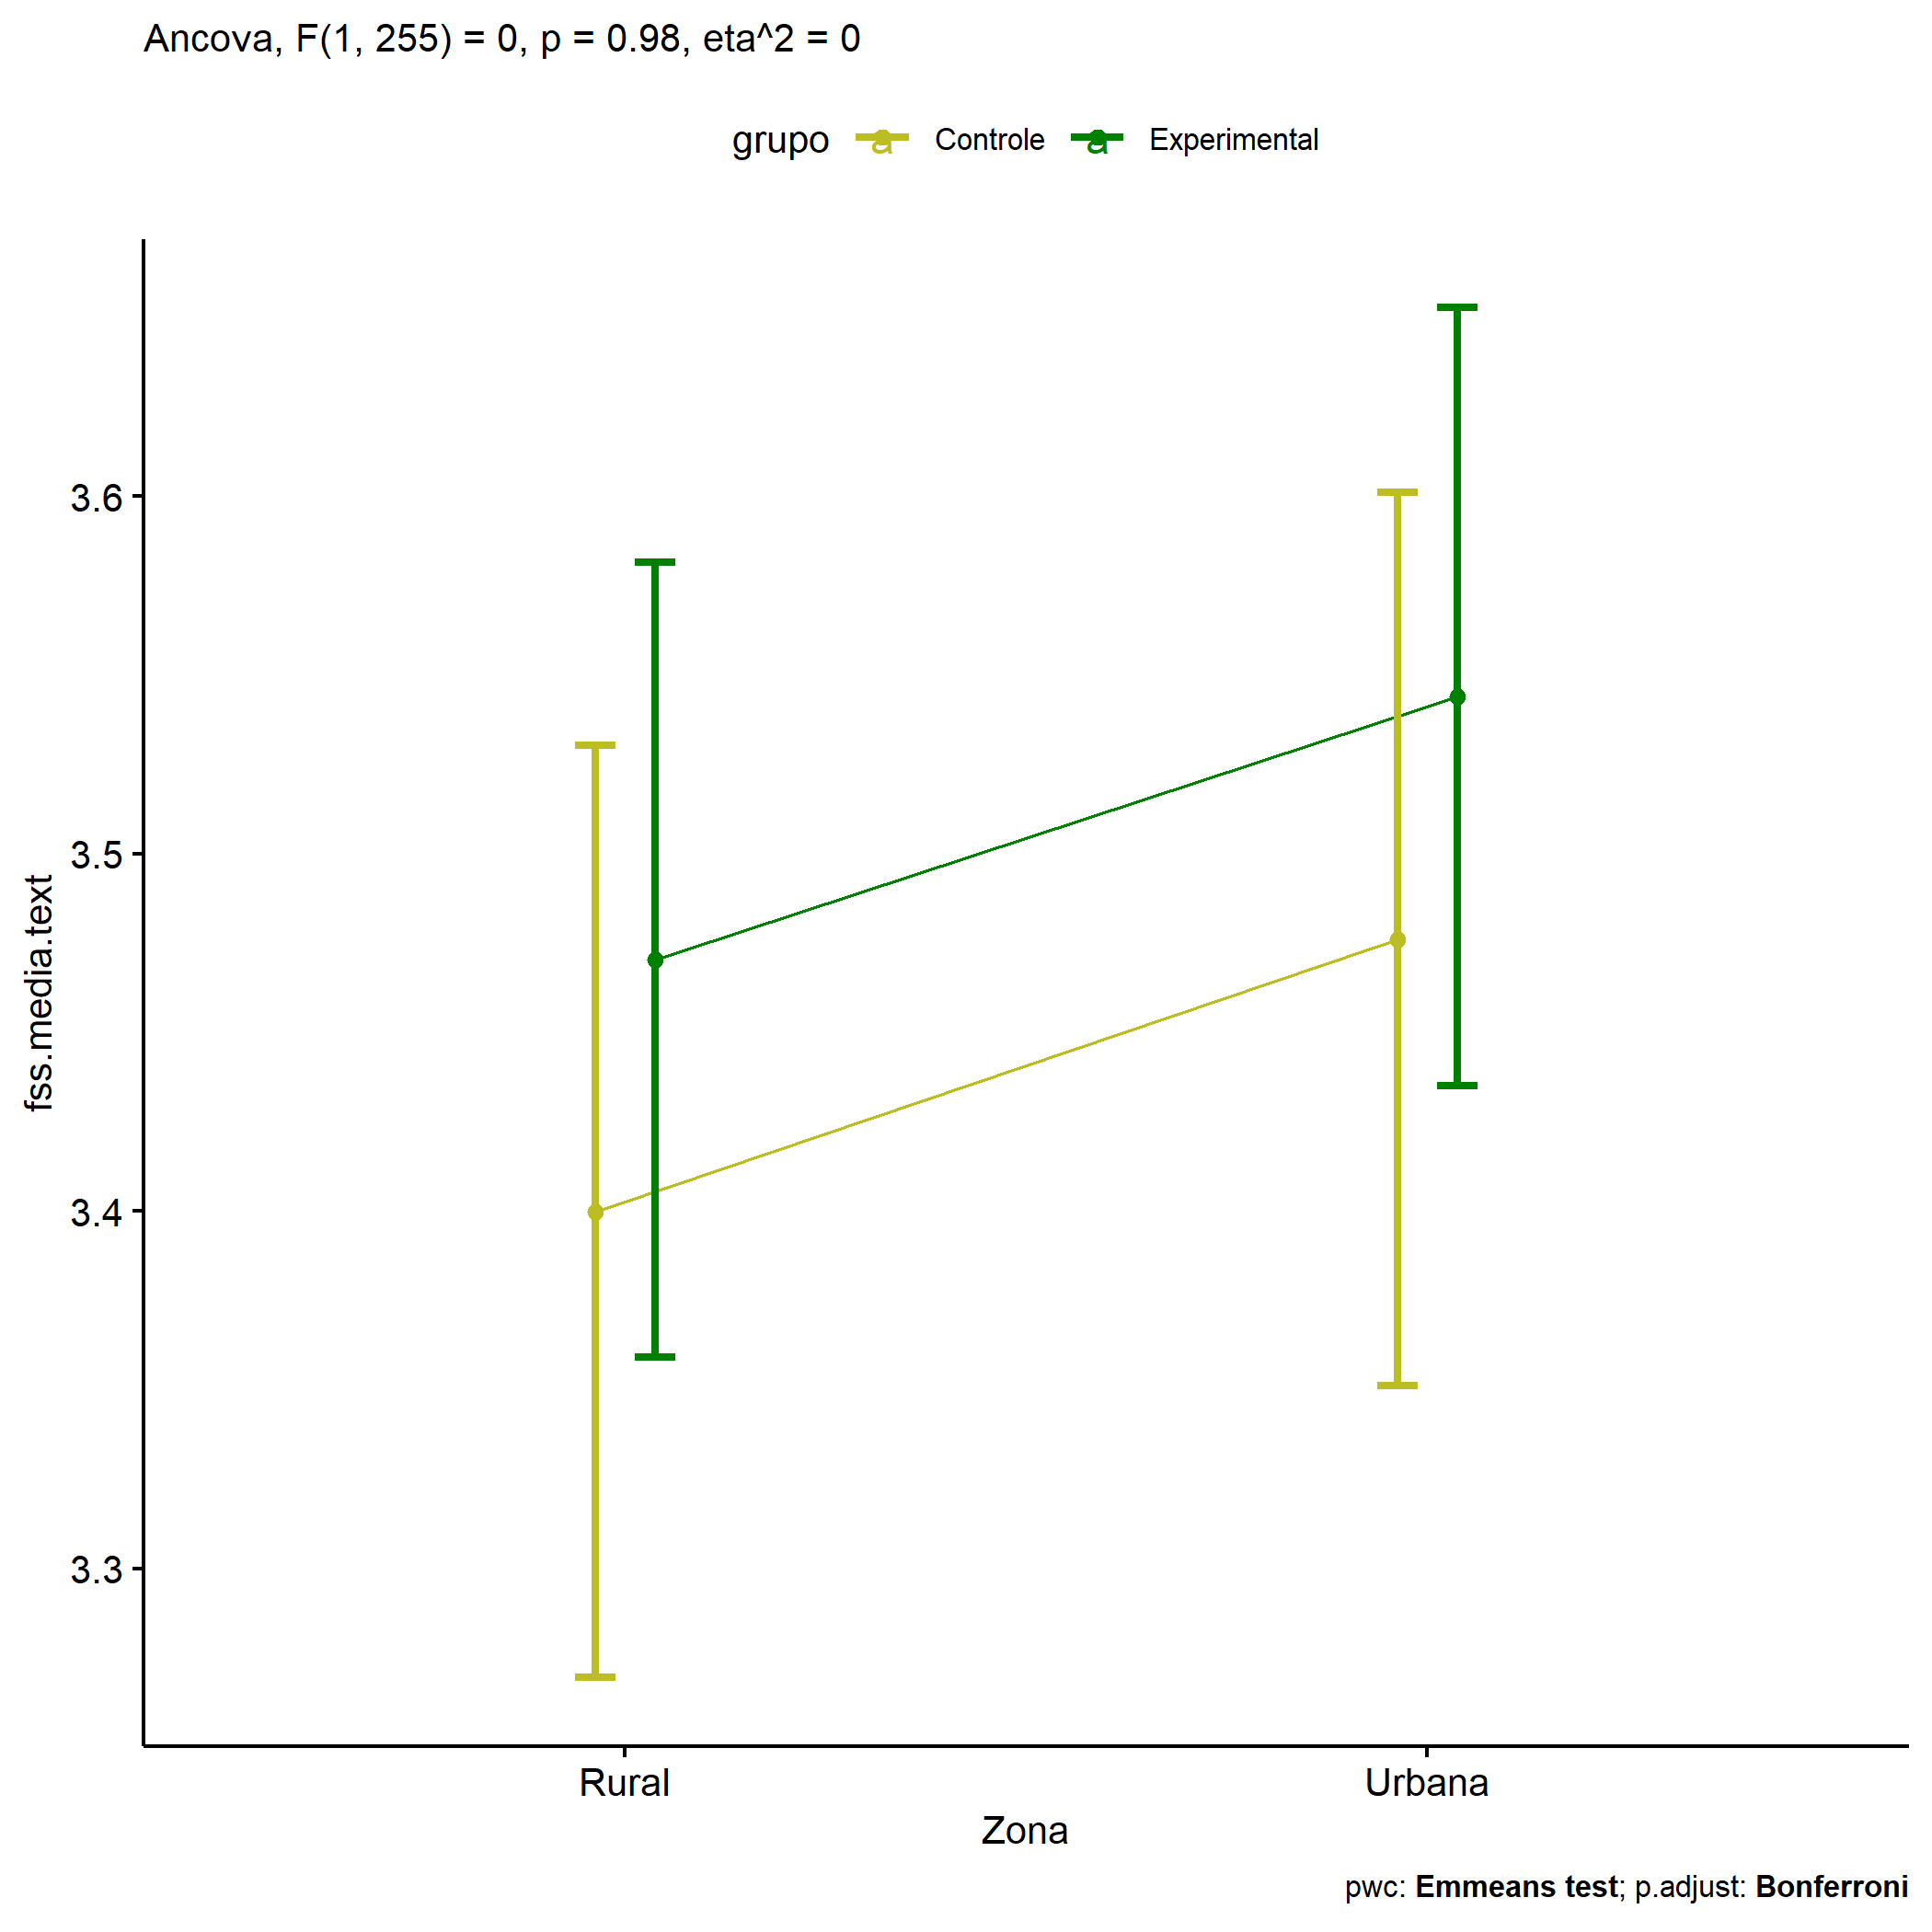 Ancova, F(1, 255) = 0, p = 0.98, eta^2 = 0
grupo a Controle a Experimental
3.6
3.5
3.4
3.3
fss.media.text
Rural Urbana
Zona
pwc: Emmeans test; p.adjust: Bonferroni